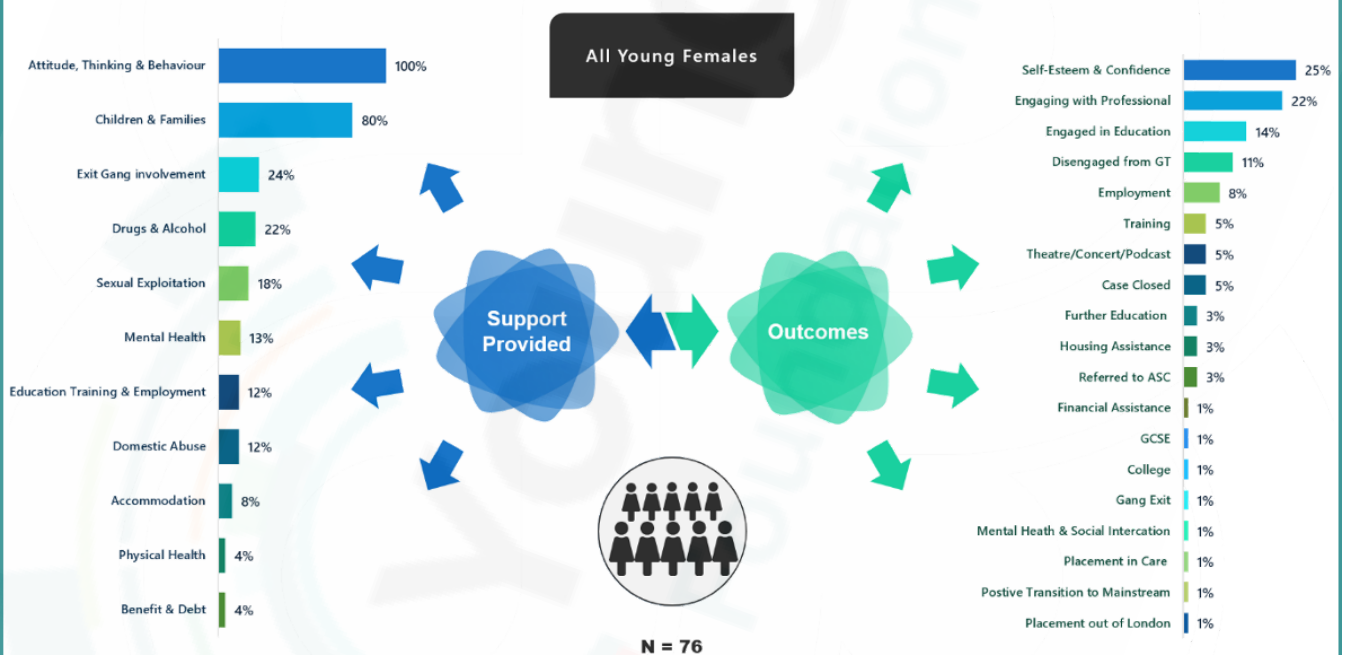 All Young Females
Attitude, Thinking & Behaviour 100%
Children & Families 80%
Exit Gang involvement 24%
Drugs & Alcohol 22%
Sexual Exploitation 18%
Mental Health 13%
Education Training & Employment 12%
Domestic Abuse 12%
Accommodation 8%
Physical Health 4%
Benefit & Debt 4%
Support
Provided
Outcomes
N = 76
Self-Esteem & Confidence 25%
Engaging with Professional 22%
Engaged in Education 14%
Disengaged from GT 11%
Employment 8%
Training 5%
Theatre/Concert/Podcast 5%
Case Closed 5%
Further Education 3%
Housing Assistance 3%
Referred to ASC 3%
Financial Assistance 1%
GCSE 1%
College 1%
Gang Exit 1%
Mental Heath & Social Intercation 1%
Placement in Care 1%
Postive Transition to Mainstream 1%
Placement out of London 1%